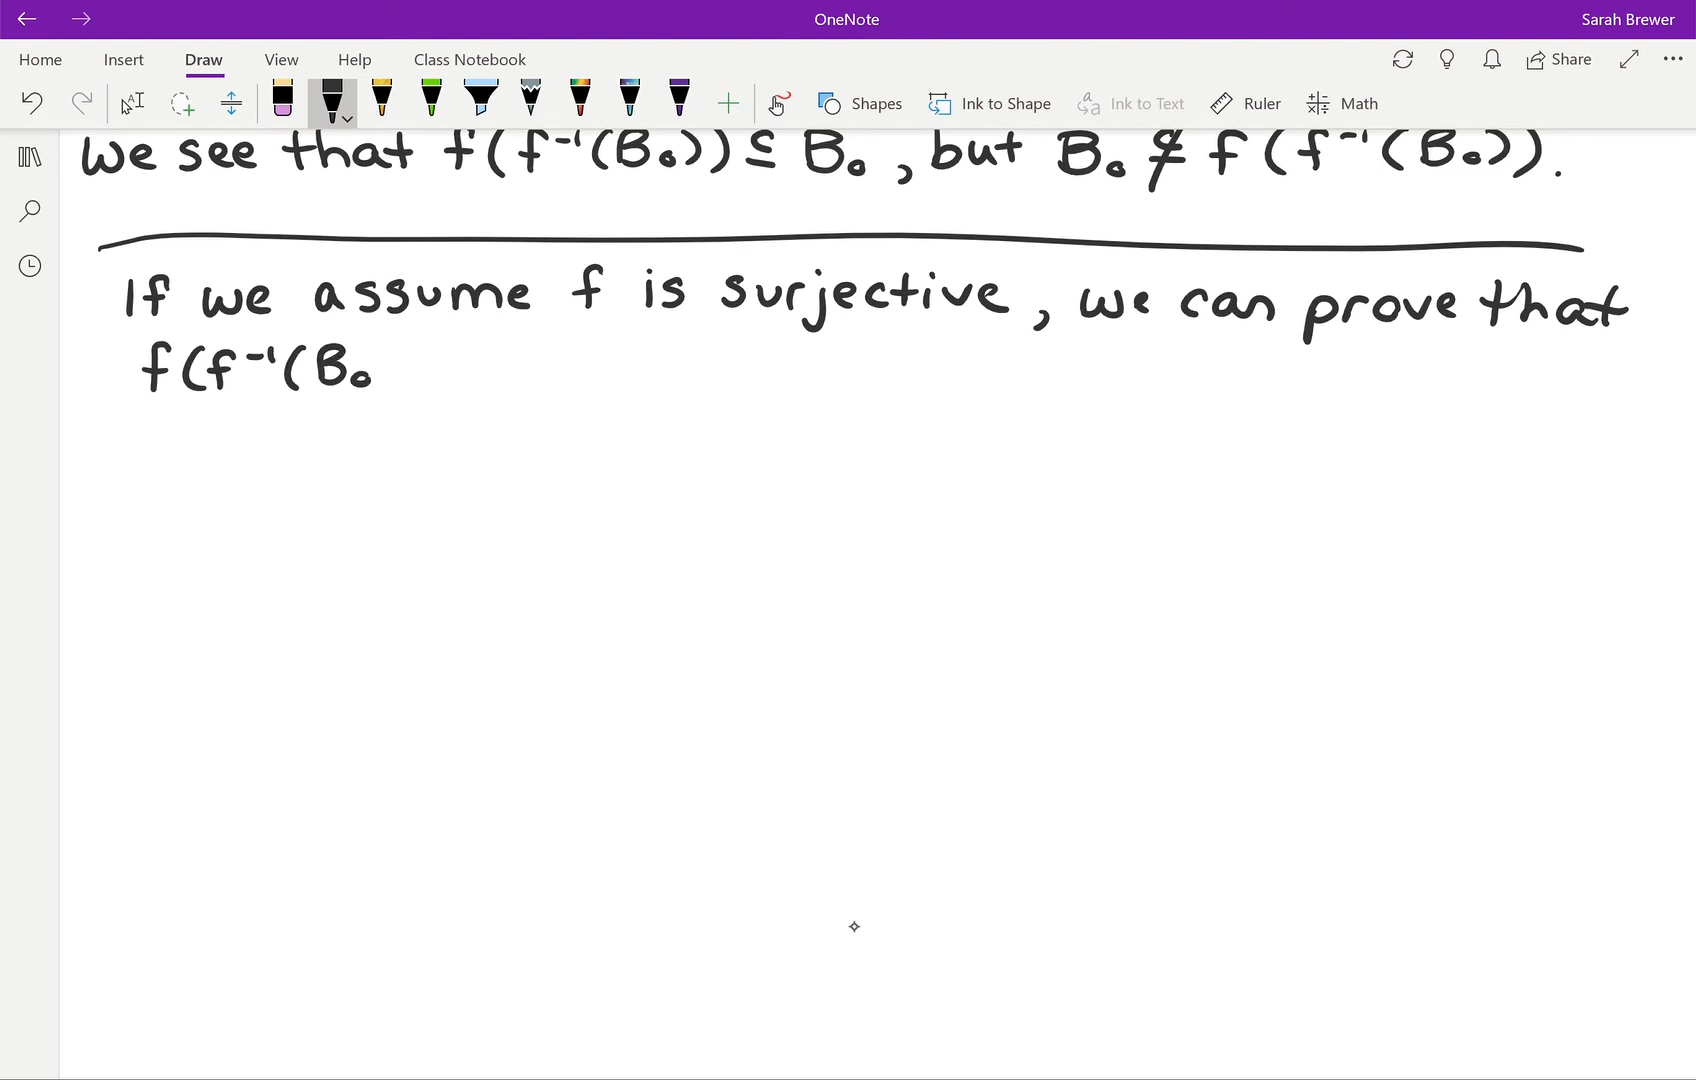 OneNote
Sarah Brewer
Home Insert Draw View Help Class Notebook
Share
Shapes Ink to Shape Ink to Text Ruler Math
We see that f(f⁻¹(B₀)) ⊆ B₀, but B₀ ⊈ f(f⁻¹(B₀)).
If we assume f is surjective, we can prove that
f(f⁻¹(B₀